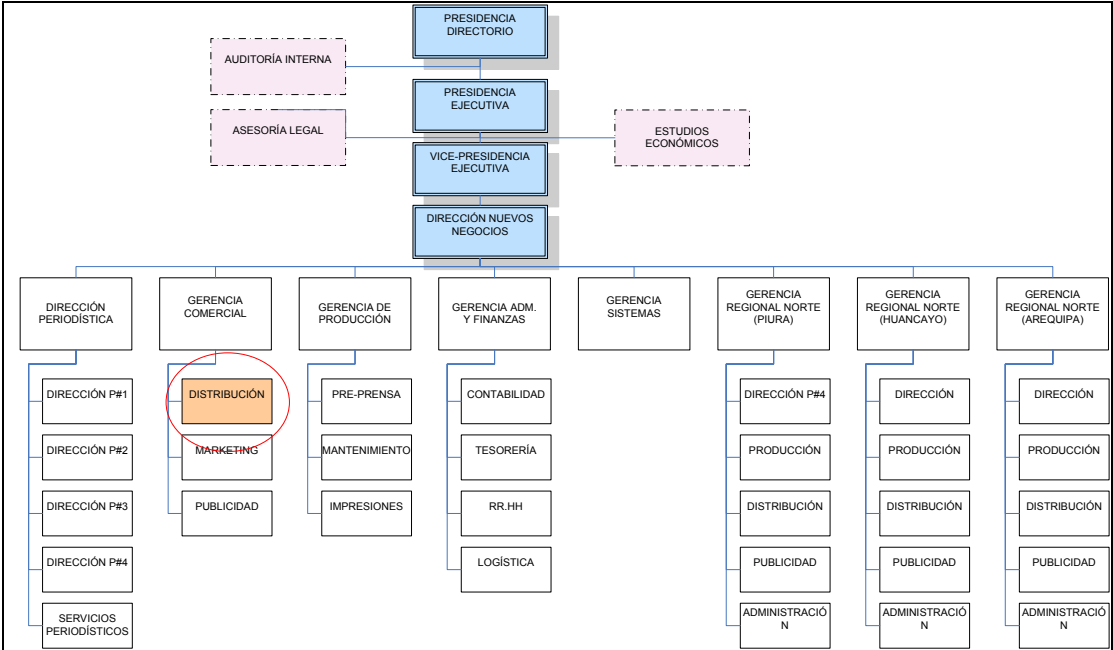 PRESIDENCIA
DIRECTORIO
AUDITORÍA INTERNA
PRESIDENCIA
EJECUTIVA
ASESORÍA LEGAL
ESTUDIOS
ECONÓMICOS
VICE-PRESIDENCIA
EJECUTIVA
DIRECCIÓN NUEVOS
NEGOCIOS
DIRECCIÓN
PERIODÍSTICA
GERENCIA
COMERCIAL
GERENCIA DE
PRODUCCIÓN
GERENCIA ADM.
Y FINANZAS
GERENCIA
SISTEMAS
GERENCIA
REGIONAL NORTE
(PIURA)
GERENCIA
REGIONAL NORTE
(HUANCAYO)
GERENCIA
REGIONAL NORTE
(AREQUIPA)
DIRECCIÓN P#1
DISTRIBUCIÓN
PRE-PRENSA
CONTABILIDAD
DIRECCIÓN P#4
DIRECCIÓN
DIRECCIÓN
DIRECCIÓN P#2
MARKETING
MANTENIMIENTO
TESORERÍA
PRODUCCIÓN
PRODUCCIÓN
PRODUCCIÓN
DIRECCIÓN P#3
PUBLICIDAD
IMPRESIONES
RR.HH
DISTRIBUCIÓN
DISTRIBUCIÓN
DISTRIBUCIÓN
DIRECCIÓN P#4
LOGÍSTICA
PUBLICIDAD
PUBLICIDAD
PUBLICIDAD
SERVICIOS
PERIODÍSTICOS
ADMINISTRACIÓ
N
ADMINISTRACIÓ
N
ADMINISTRACIÓ
N